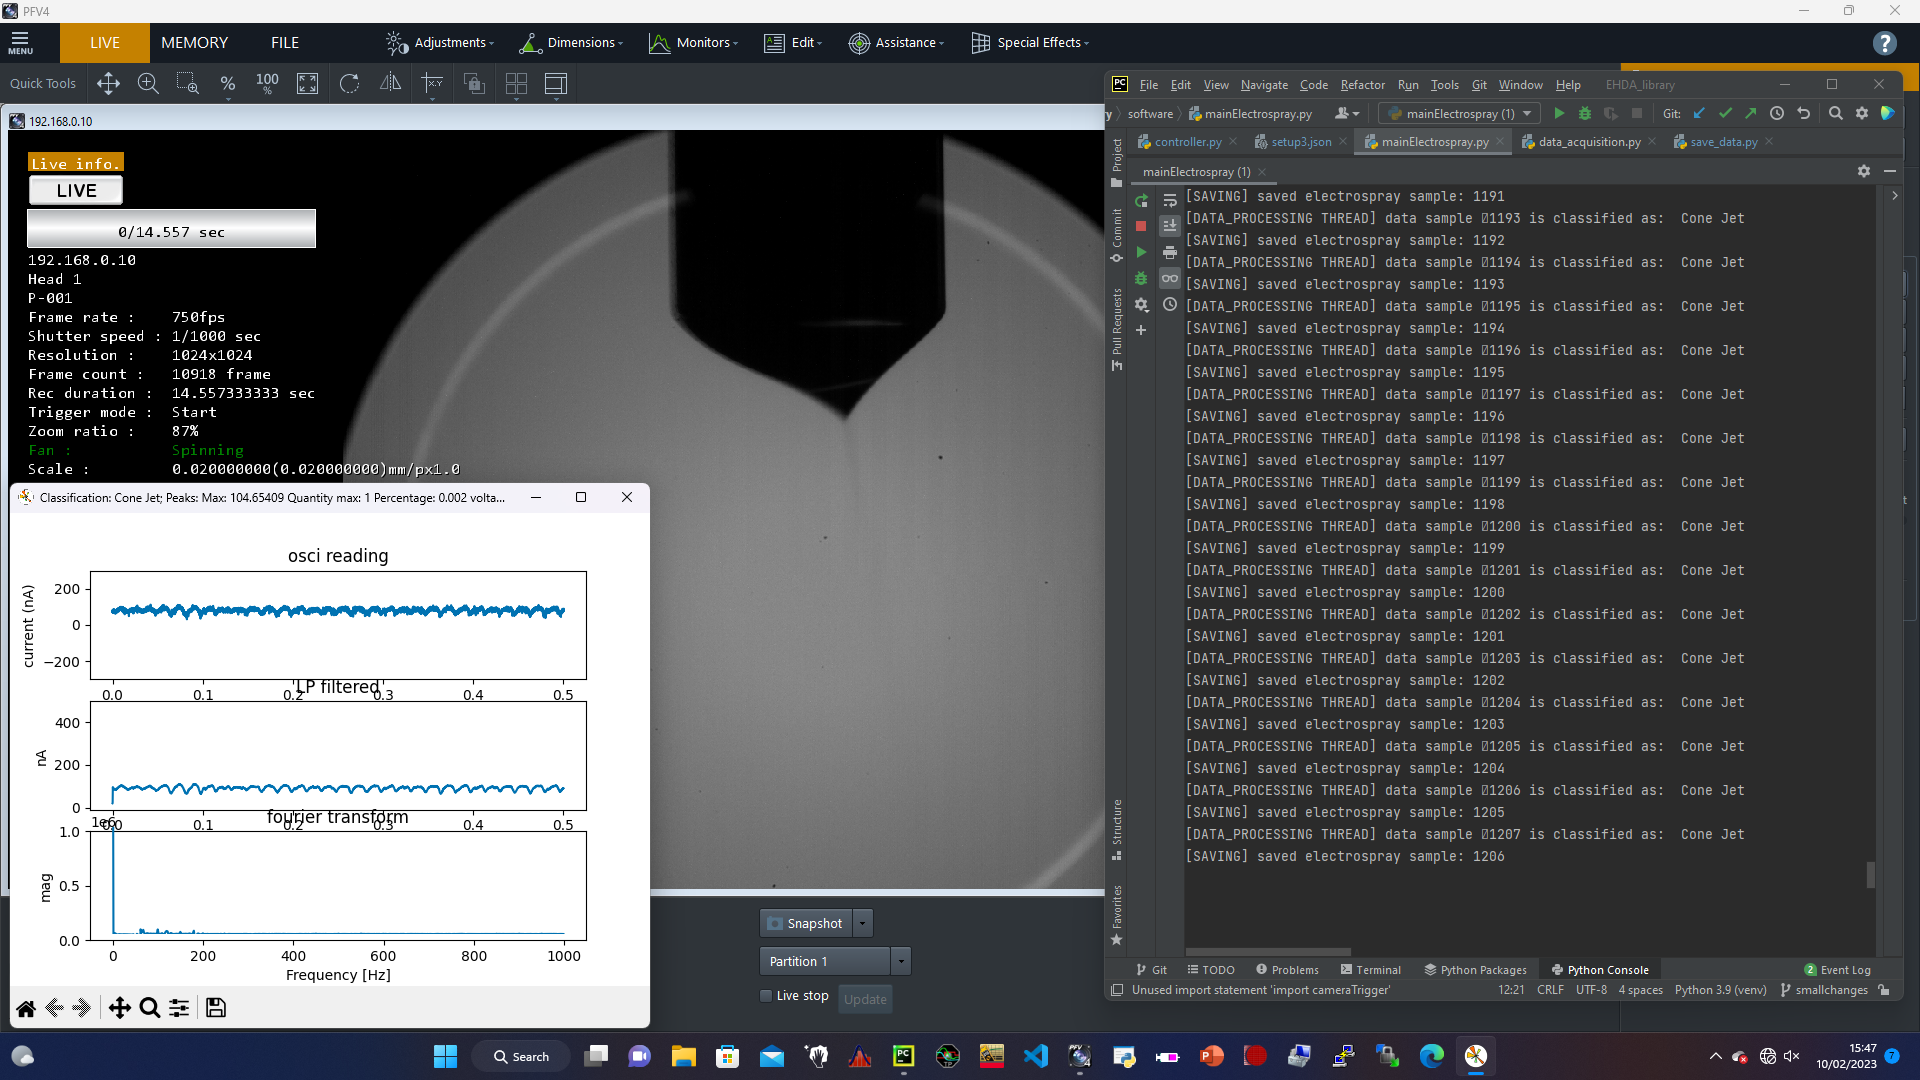 PFV4
MENU
LIVE
MEMORY
FILE
Adjustments
Dimensions
Monitors
Edit
Assistance
Special Effects
Quick Tools
100
%
192.168.0.10
Live info.
LIVE
0/14.557 sec
192.168.0.10
Head 1
P-001
Frame rate : 750fps
Shutter speed : 1/1000 sec
Resolution : 1024x1024
Frame count : 10918 frame
Rec duration : 14.557333333 sec
Trigger mode : Start
Zoom ratio : 87%
Fan : Spinning
Scale : 0.020000000(0.020000000)mm/px1.0
Classification: Cone Jet; Peaks: Max: 104.65409 Quantity max: 1 Percentage: 0.002 volta...
osci reading
current (nA)
200
0
−200
0.0 0.1 0.2 0.3 0.4 0.5
LP filtered
nA
400
200
0
0.0 0.1 0.2 0.3 0.4 0.5
fourier transform
1e6
mag
1.0
0.5
0.0
0 200 400 600 800 1000
Frequency [Hz]
Snapshot
Partition 1
Live stop
Update
PC
File Edit View Navigate Code Refactor Run Tools Git Window Help
EHDA_library
y
software
mainElectrospray.py
mainElectrospray (1)
Git:
controller.py
setup3.json
mainElectrospray.py
data_acquisition.py
save_data.py
Project
Commit
Pull Requests
Structure
Favorites
mainElectrospray (1)
[SAVING] saved electrospray sample: 1191
[DATA_PROCESSING THREAD] data sample 1193 is classified as:  Cone Jet
[SAVING] saved electrospray sample: 1192
[DATA_PROCESSING THREAD] data sample 1194 is classified as:  Cone Jet
[SAVING] saved electrospray sample: 1193
[DATA_PROCESSING THREAD] data sample 1195 is classified as:  Cone Jet
[SAVING] saved electrospray sample: 1194
[DATA_PROCESSING THREAD] data sample 1196 is classified as:  Cone Jet
[SAVING] saved electrospray sample: 1195
[DATA_PROCESSING THREAD] data sample 1197 is classified as:  Cone Jet
[SAVING] saved electrospray sample: 1196
[DATA_PROCESSING THREAD] data sample 1198 is classified as:  Cone Jet
[SAVING] saved electrospray sample: 1197
[DATA_PROCESSING THREAD] data sample 1199 is classified as:  Cone Jet
[SAVING] saved electrospray sample: 1198
[DATA_PROCESSING THREAD] data sample 1200 is classified as:  Cone Jet
[SAVING] saved electrospray sample: 1199
[DATA_PROCESSING THREAD] data sample 1201 is classified as:  Cone Jet
[SAVING] saved electrospray sample: 1200
[DATA_PROCESSING THREAD] data sample 1202 is classified as:  Cone Jet
[SAVING] saved electrospray sample: 1201
[DATA_PROCESSING THREAD] data sample 1203 is classified as:  Cone Jet
[SAVING] saved electrospray sample: 1202
[DATA_PROCESSING THREAD] data sample 1204 is classified as:  Cone Jet
[SAVING] saved electrospray sample: 1203
[DATA_PROCESSING THREAD] data sample 1205 is classified as:  Cone Jet
[SAVING] saved electrospray sample: 1204
[DATA_PROCESSING THREAD] data sample 1206 is classified as:  Cone Jet
[SAVING] saved electrospray sample: 1205
[DATA_PROCESSING THREAD] data sample 1207 is classified as:  Cone Jet
[SAVING] saved electrospray sample: 1206
Git
TODO
Problems
Terminal
Python Packages
Python Console
2 Event Log
Unused import statement 'import cameraTrigger'
12:21 CRLF UTF-8 4 spaces Python 3.9 (venv) smallchanges
Search
15:47
10/02/2023
7